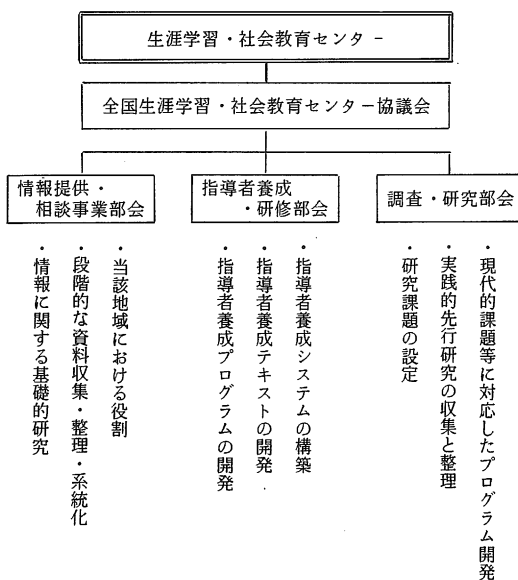 生涯学習・社会教育センター
全国生涯学習・社会教育センター協議会
情報提供・
相談事業部会
指導者養成
・研修部会
調査・研究部会
・当該地域における役割
・段階的な資料収集・整理・系統化
・情報に関する基礎的研究
・指導者養成システムの構築
・指導者養成テキストの開発
・指導者養成プログラムの開発
・現代的課題等に対応したプログラム開発
・実践的先行研究の収集と整理
・研究課題の設定